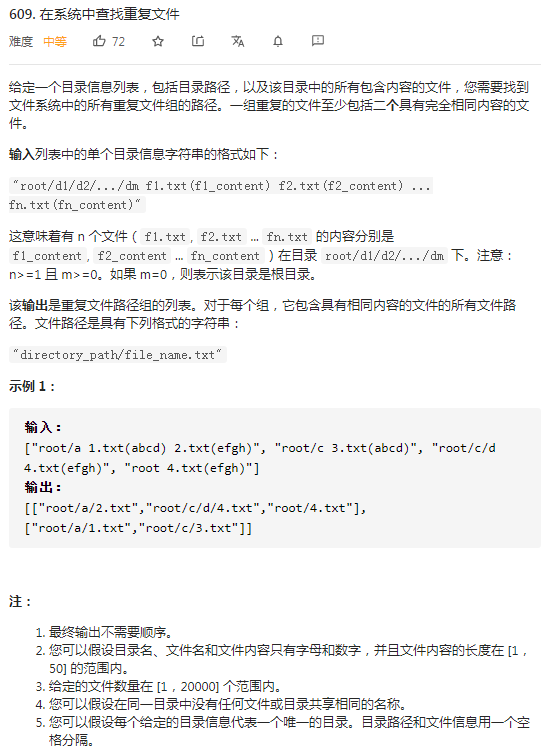 609. 在系统中查找重复文件
难度 中等 72
给定一个目录信息列表，包括目录路径，以及该目录中的所有包含内容的文件，您需要找到
文件系统中的所有重复文件组的路径。一组重复的文件至少包括二个具有完全相同内容的文
件。
输入列表中的单个目录信息字符串的格式如下：
"root/d1/d2/.../dm f1.txt(f1_content) f2.txt(f2_content) ...
fn.txt(fn_content)"
这意味着有 n 个文件（ f1.txt, f2.txt ... fn.txt 的内容分别是
f1_content, f2_content ... fn_content ）在目录 root/d1/d2/.../dm 下。注意：
n>=1 且 m>=0。如果 m=0，则表示该目录是根目录。
该输出是重复文件路径组的列表。对于每个组，它包含具有相同内容的文件的所有文件路
径。文件路径是具有下列格式的字符串：
"directory_path/file_name.txt"
示例 1：
输入：
["root/a 1.txt(abcd) 2.txt(efgh)", "root/c 3.txt(abcd)", "root/c/d
4.txt(efgh)", "root 4.txt(efgh)"]
输出：
[["root/a/2.txt","root/c/d/4.txt","root/4.txt"],
["root/a/1.txt","root/c/3.txt"]]
注：
1. 最终输出不需要顺序。
2. 您可以假设目录名、文件名和文件内容只有字母和数字，并且文件内容的长度在 [1，
50] 的范围内。
3. 给定的文件数量在 [1，20000] 个范围内。
4. 您可以假设在同一目录中没有任何文件或目录共享相同的名称。
5. 您可以假设每个给定的目录信息代表一个唯一的目录。目录路径和文件信息用一个空
格分隔。